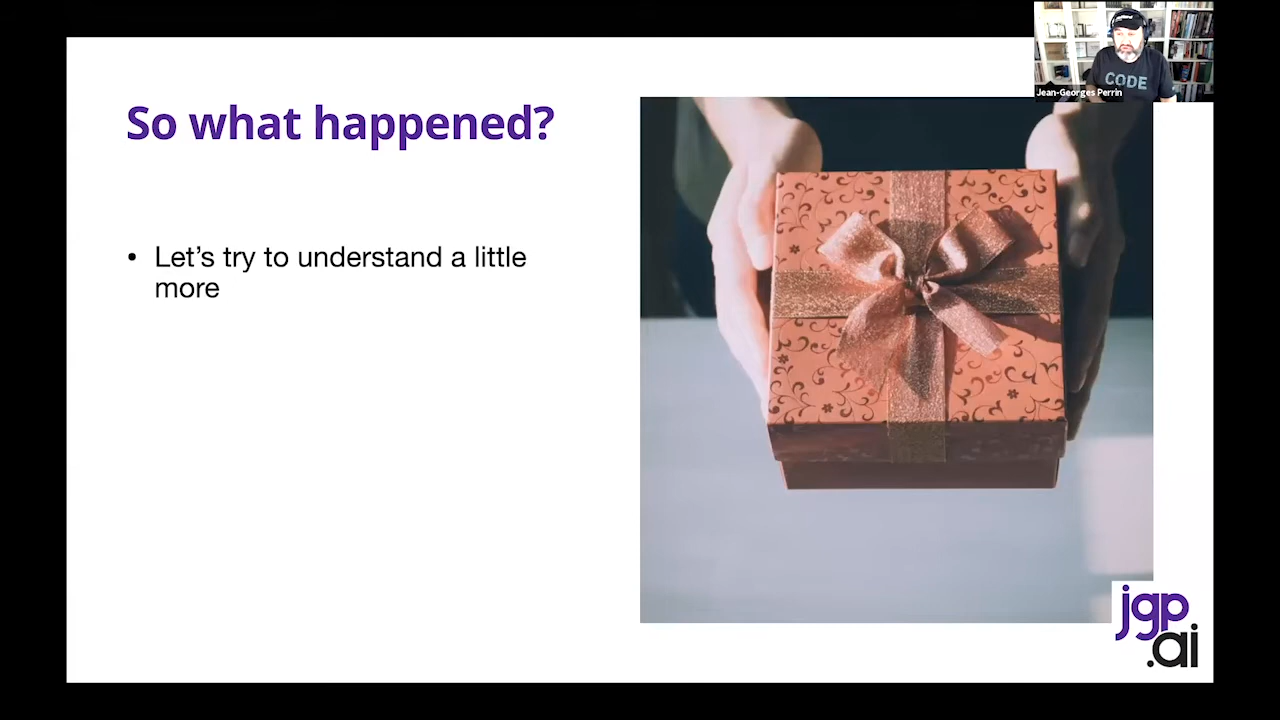 So what happened?
• Let's try to understand a little
more
CODE
Jean-Georges Perrin
jgp
.ai